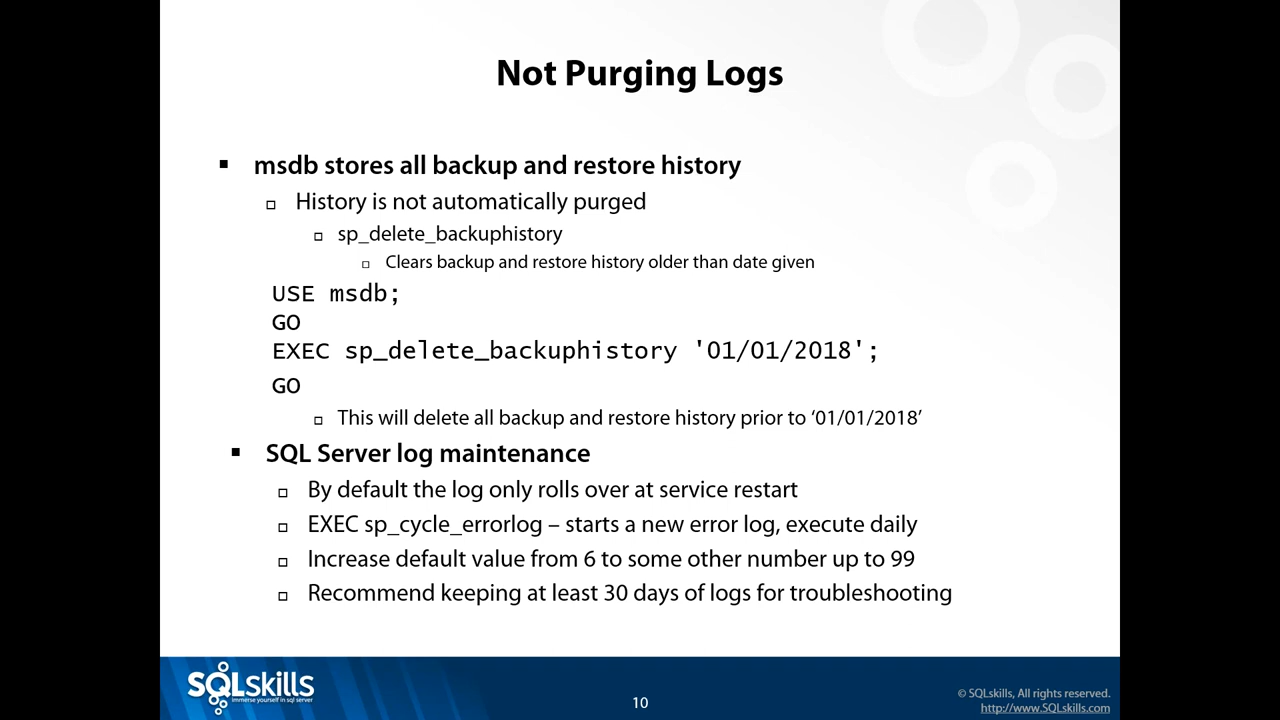 Not Purging Logs
msdb stores all backup and restore history
History is not automatically purged
sp_delete_backuphistory
Clears backup and restore history older than date given
USE msdb;
GO
EXEC sp_delete_backuphistory '01/01/2018';
GO
This will delete all backup and restore history prior to ‘01/01/2018’
SQL Server log maintenance
By default the log only rolls over at service restart
EXEC sp_cycle_errorlog – starts a new error log, execute daily
Increase default value from 6 to some other number up to 99
Recommend keeping at least 30 days of logs for troubleshooting
SQLskills
immerse yourself in sql server
10
© SQLskills, All rights reserved.
http://www.SQLskills.com